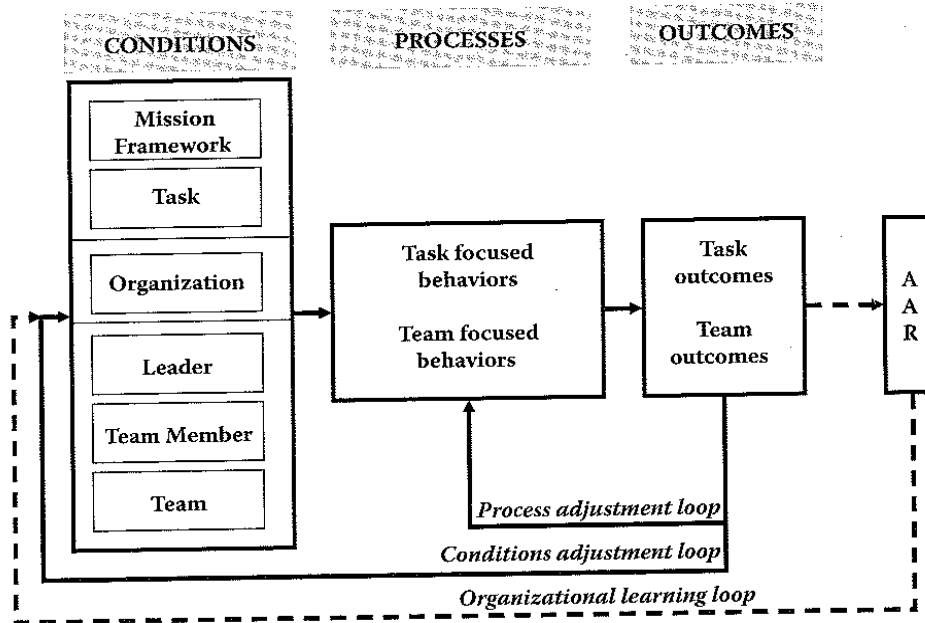 CONDITIONS
PROCESSES
OUTCOMES
Mission
Framework
Task
Organization
Leader
Team Member
Team
Task focused
behaviors
Team focused
behaviors
Task
outcomes
Team
outcomes
A
A
R
Process adjustment loop
Conditions adjustment loop
Organizational learning loop